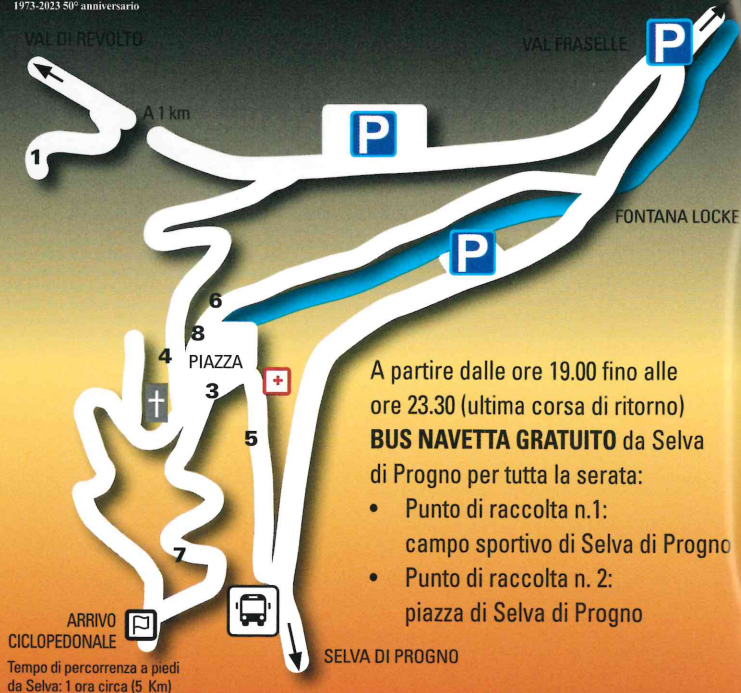 1973-2023 50° anniversario
VAL DI REVOLTO
VAL FRASELLE
P
A 1 km
P
1
FONTANA LOCKE
P
6
8
4
PIAZZA
3
5
A partire dalle ore 19.00 fino alle
ore 23.30 (ultima corsa di ritorno)
BUS NAVETTA GRATUITO da Selva
di Progno per tutta la serata:
• Punto di raccolta n.1:
campo sportivo di Selva di Progno
• Punto di raccolta n. 2:
piazza di Selva di Progno
7
ARRIVO
CICLOPEDONALE
SELVA DI PROGNO
Tempo di percorrenza a piedi
da Selva: 1 ora circa (5 Km)